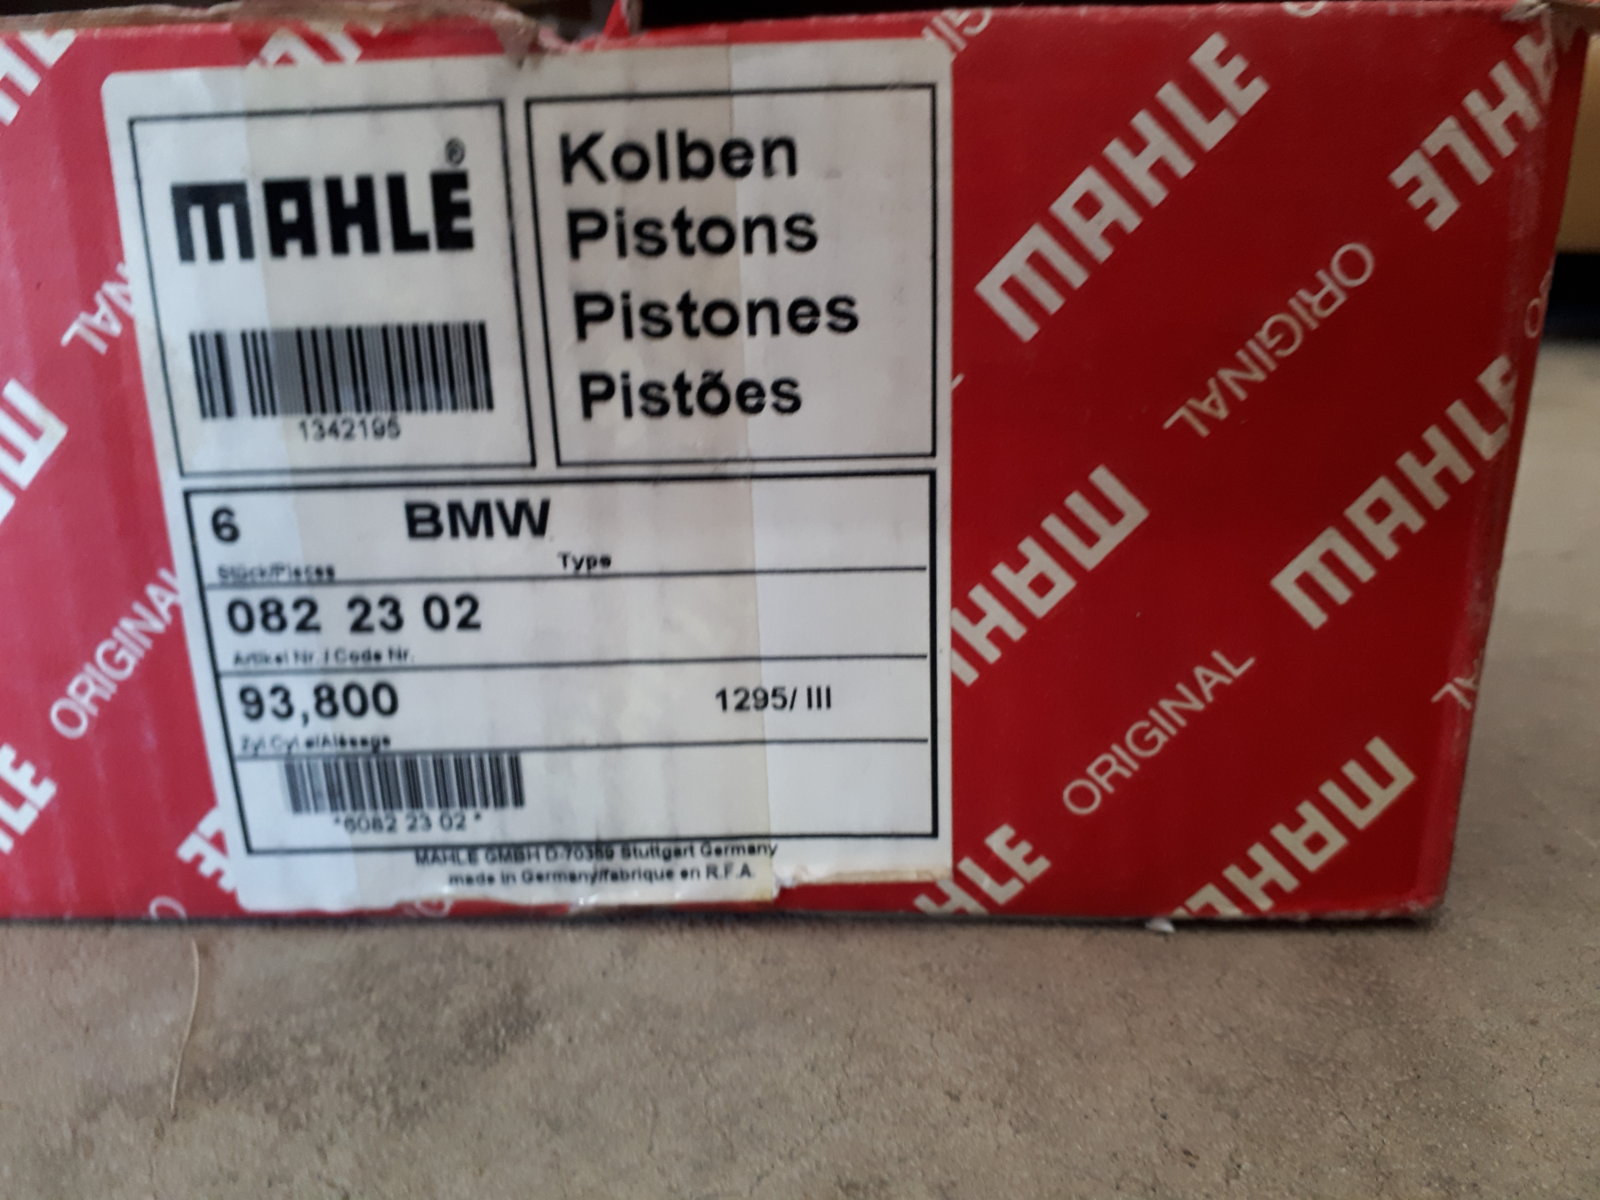 MAHLE®
1342195
Kolben
Pistons
Pistones
Pistões
6 BMW
Stück/Pieces Type
082 23 02
Artikel Nr. / Code Nr.
93,800 1295/ III
*6082 23 02 *
MAHLE GMBH D-70359 Stuttgart Germany
made in Germany/fabrique en R.F.A.
MAHLE
ORIGINAL
MAHLE
ORIGINAL
MAHLE
ORIGINAL
MAHLE